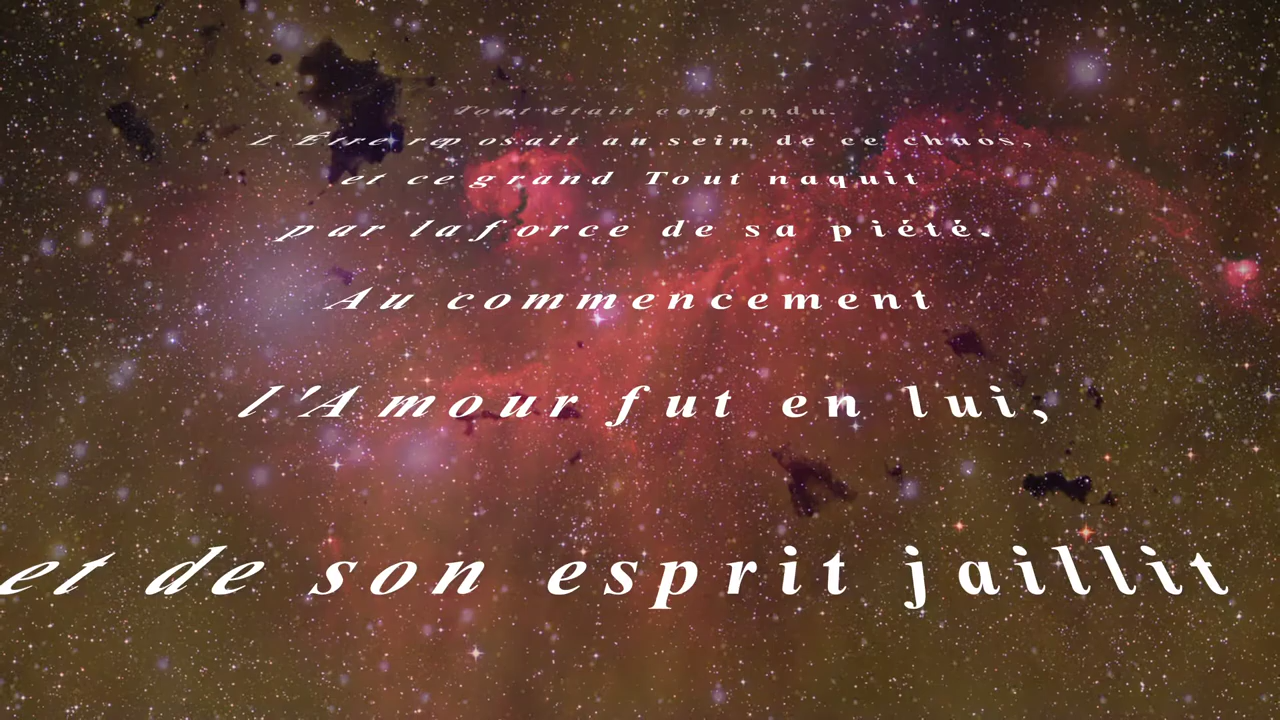 Tout était confondu.
L'Être reposait au sein de ce chaos,
et ce grand Tout naquit
par la force de sa piété.
Au commencement
l'Amour fut en lui,
et de son esprit jaillit